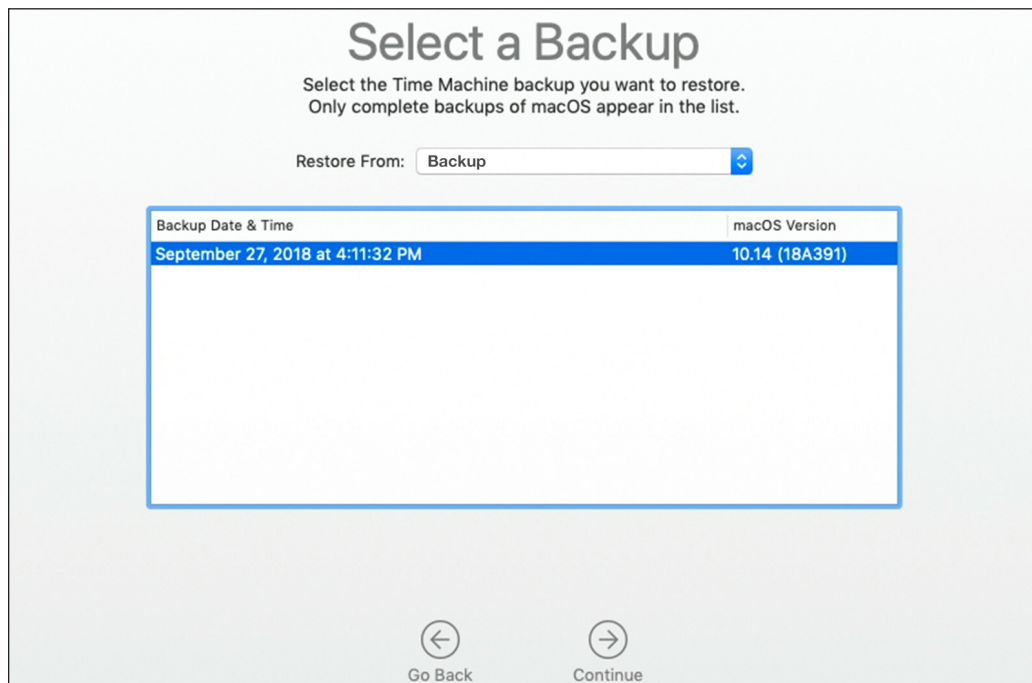 Select a Backup
Select the Time Machine backup you want to restore.
Only complete backups of macOS appear in the list.
Restore From: Backup
Backup Date & Time macOS Version
September 27, 2018 at 4:11:32 PM 10.14 (18A391)
Go Back Continue